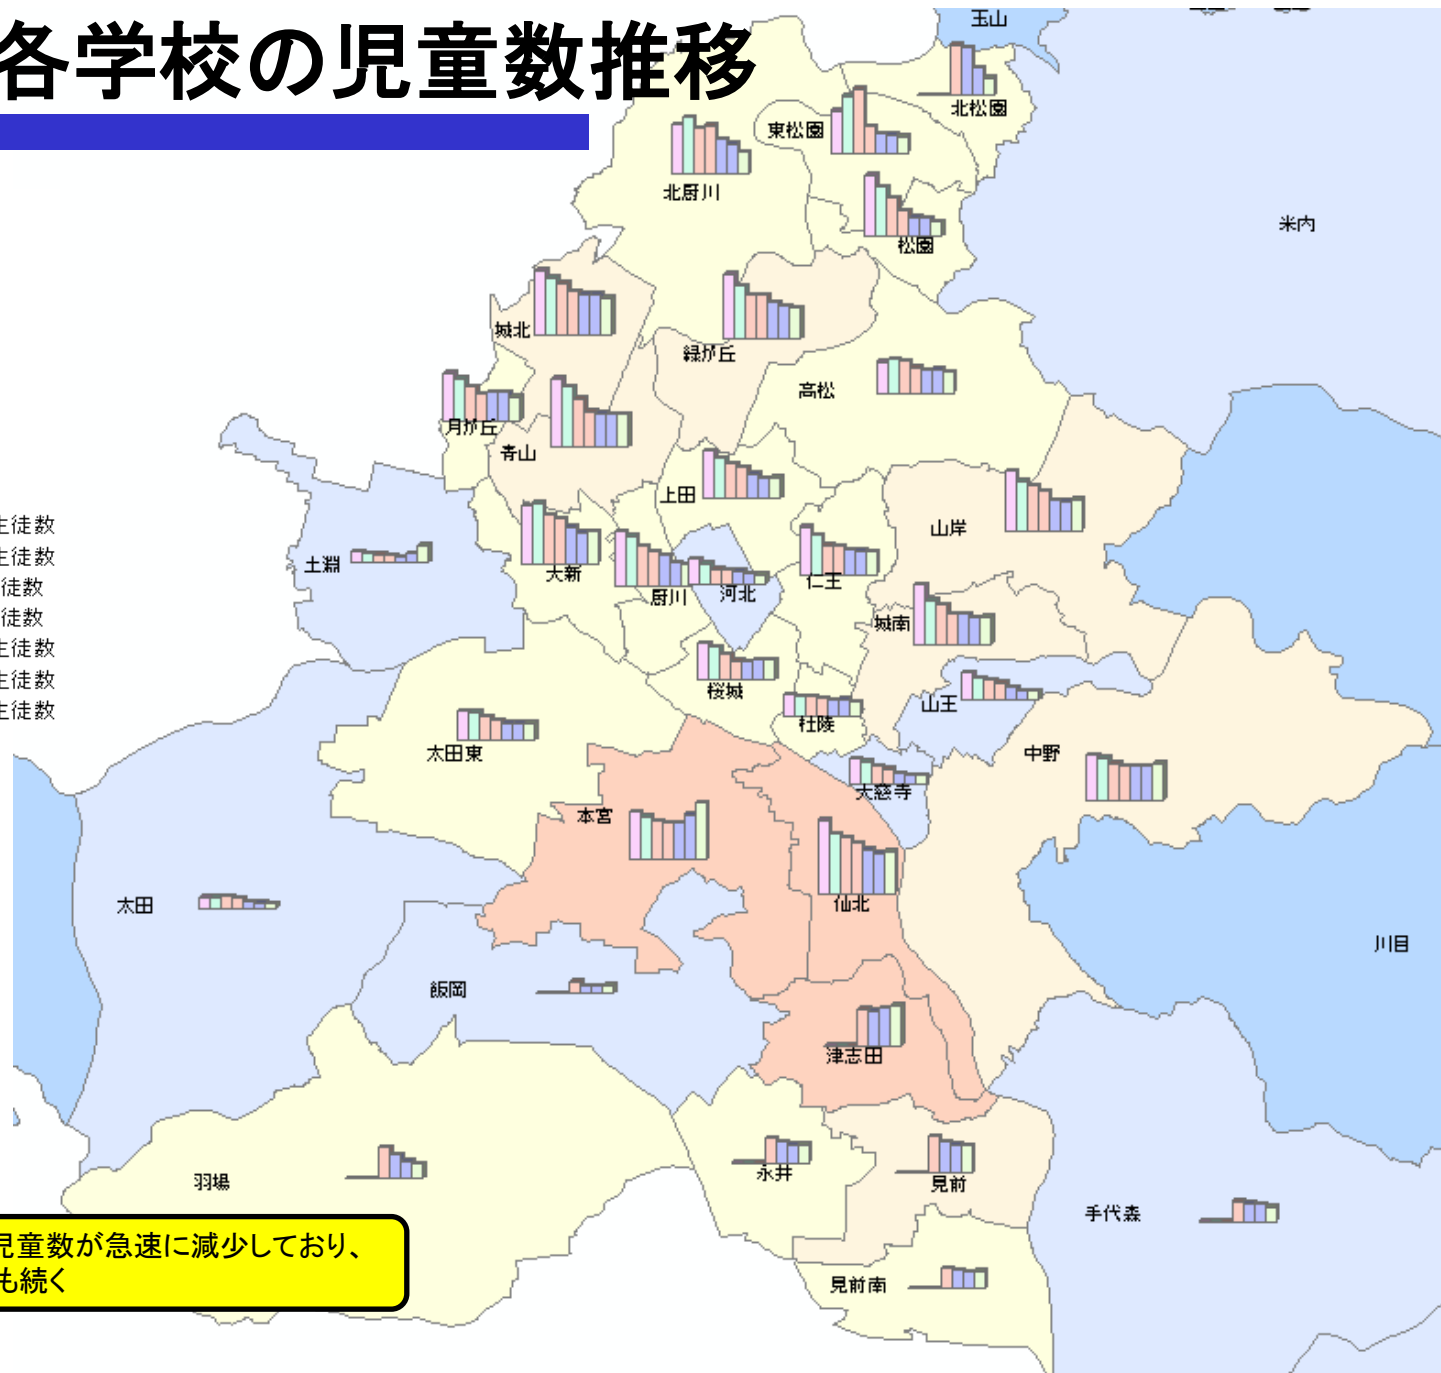 各学校の児童数推移
玉山
北松園
東松園
北厨川
松園
米内
城北
緑が丘
高松
月が丘
青山
上田
山岸
生徒数
生徒数
徒数
徒数
生徒数
生徒数
生徒数
土淵
大新
厨川
河北
仁王
城南
桜城
杜陵
山王
太田東
中野
大慈寺
本宮
太田
仙北
川目
飯岡
津志田
羽場
永井
見前
手代森
児童数が急速に減少しており、
も続く
見前南